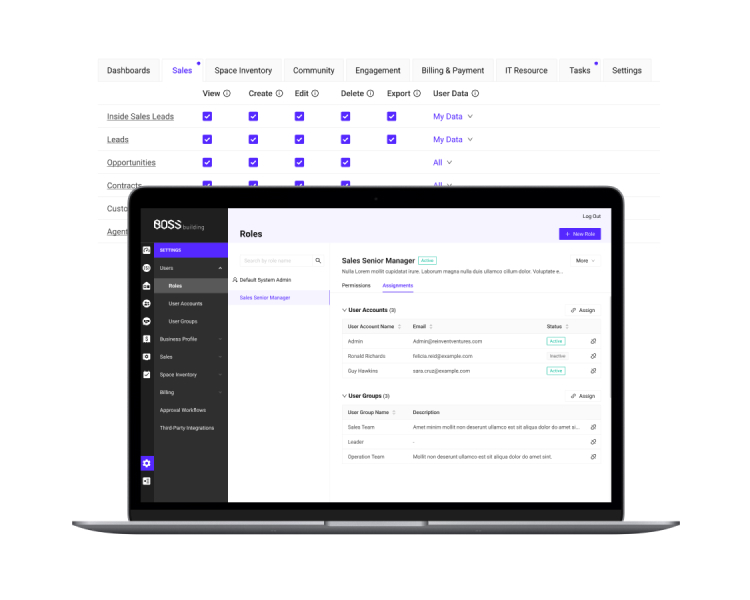 Dashboards Sales Space Inventory Community Engagement Billing & Payment IT Resource Tasks Settings
View Create Edit Delete Export User Data
Inside Sales Leads My Data
Leads My Data
Opportunities All
Contracts All
Custo
Agent
BOSS building
Log Out
Roles
+ New Role
SETTINGS
Users
Roles
User Accounts
User Groups
Business Profile
Sales
Space Inventory
Billing
Approval Workflows
Third-Party Integrations
Search by role name
Default System Admin
Sales Senior Manager
Sales Senior Manager Active More
Nulla Lorem mollit cupidatat irure. Laborum magna nulla duis ullamco cillum dolor. Voluptate e...
Permissions Assignments
User Accounts (3) Assign
User Account Name Email Status
Admin Admin@reinventventures.com Active
Ronald Richards felicia.reid@example.com Inactive
Guy Hawkins sara.cruz@example.com Active
User Groups (3) Assign
User Group Name Description
Sales Team Amet minim mollit non deserunt ullamco est sit aliqua dolor do amet si...
Leader -
Operation Team Mollit non deserunt ullamco est sit aliqua dolor do amet sint.